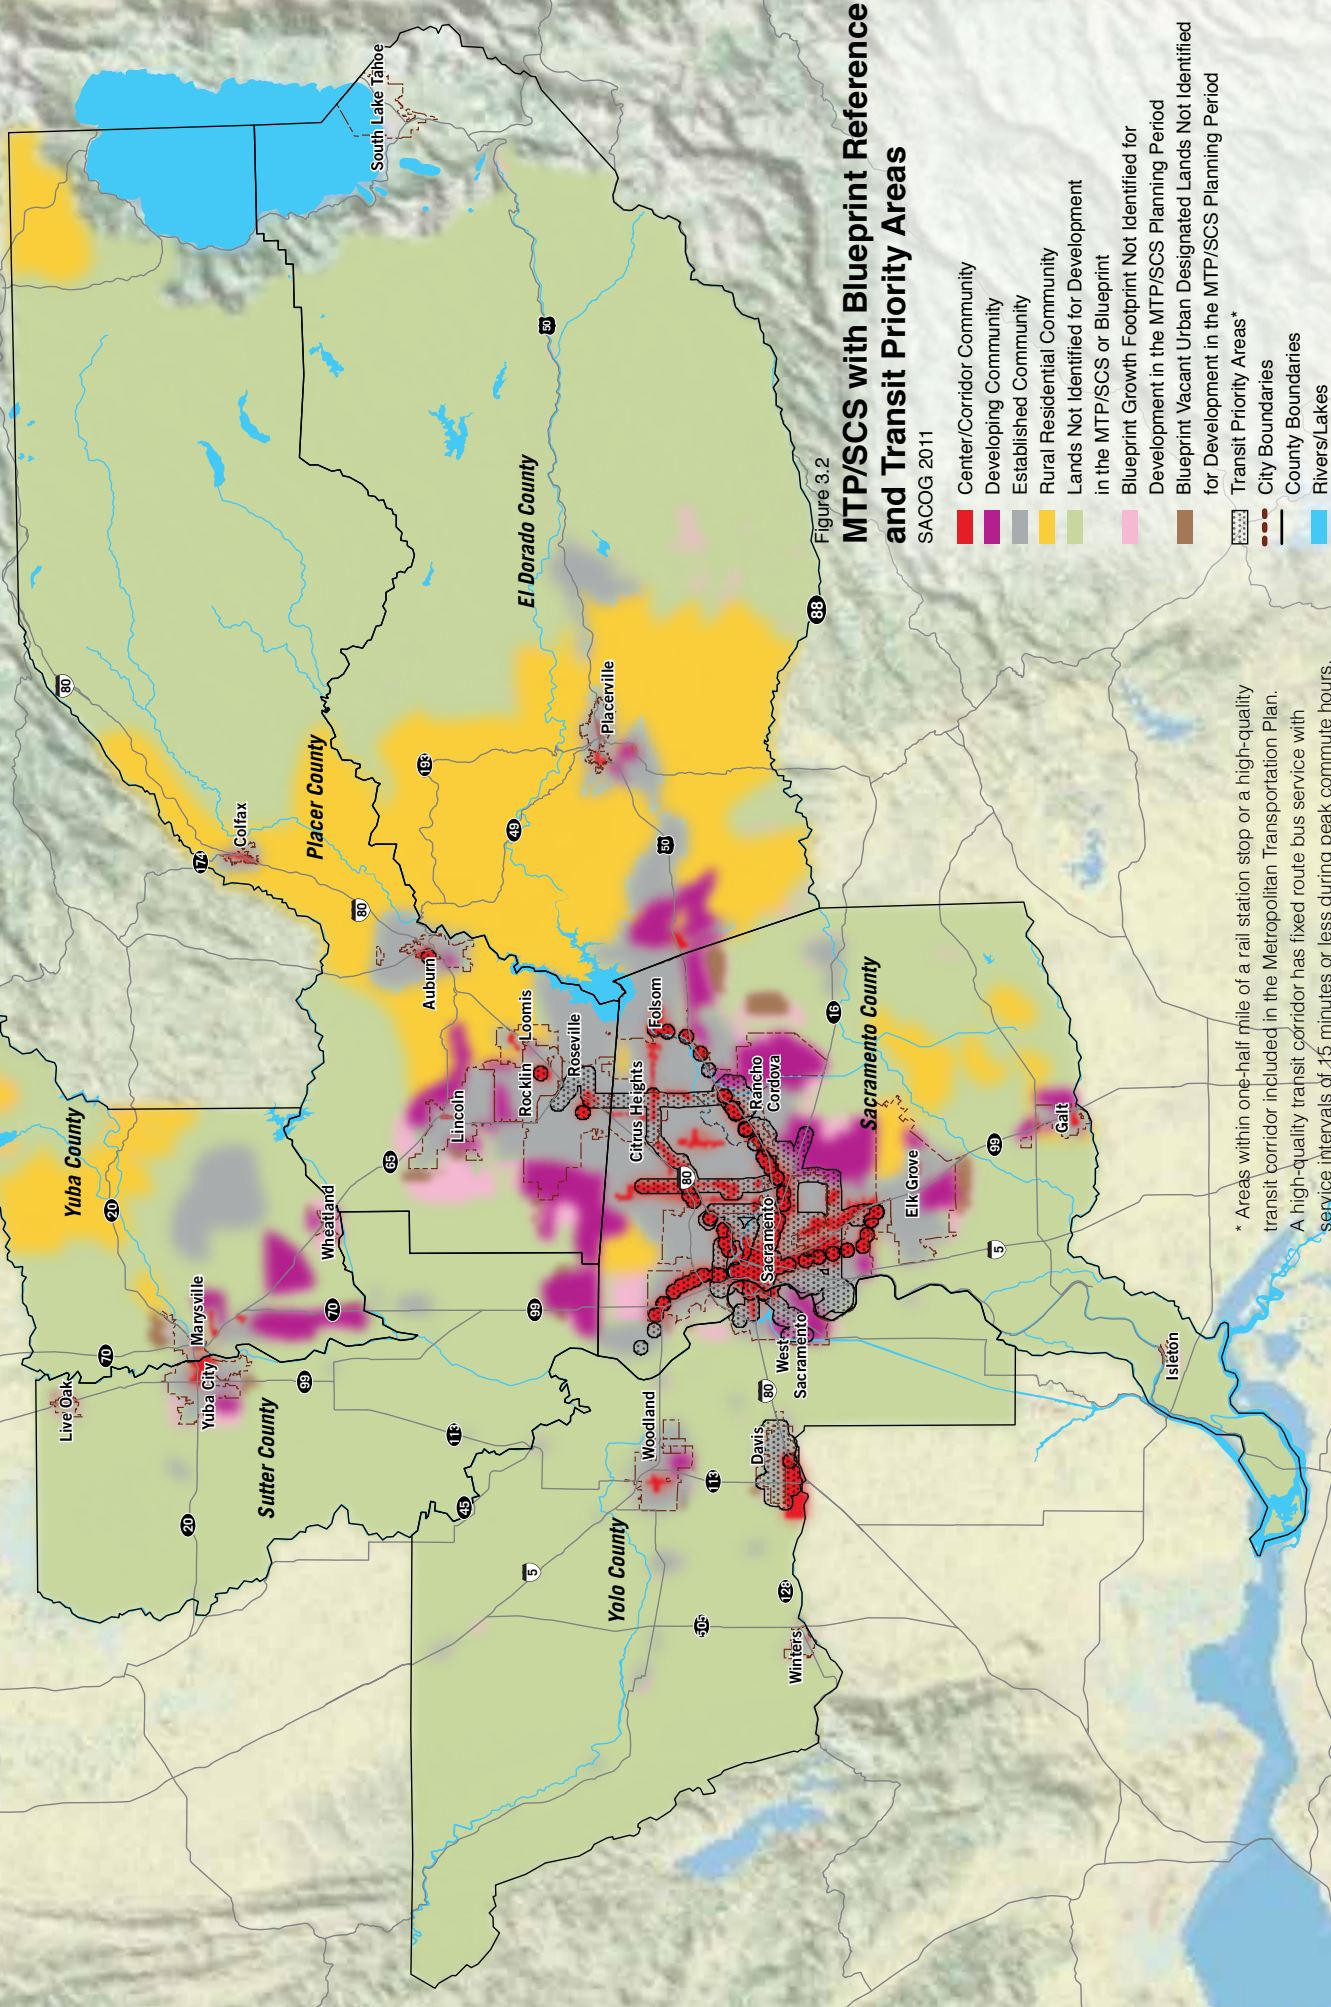 Figure 3.2
MTP/SCS with Blueprint Reference
and Transit Priority Areas
SACOG 2011
Center/Corridor Community
Developing Community
Established Community
Rural Residential Community
Lands Not Identified for Development
in the MTP/SCS or Blueprint
Blueprint Growth Footprint Not Identified for
Development in the MTP/SCS Planning Period
Blueprint Vacant Urban Designated Lands Not Identified
for Development in the MTP/SCS Planning Period
Transit Priority Areas*
City Boundaries
County Boundaries
Rivers/Lakes
* Areas within one-half mile of a rail station stop or a high-quality
transit corridor included in the Metropolitan Transportation Plan.
A high-quality transit corridor has fixed route bus service with
service intervals of 15 minutes or less during peak commute hours.
Live Oak
70
20
Yuba City
Marysville
Yuba County
20
Sutter County
99
70
Wheatland
65
113
45
99
80
174
Colfax
Placer County
80
193
Auburn
Lincoln
49
Loomis
Rocklin
Roseville
South Lake Tahoe
50
El Dorado County
Placerville
50
88
5
Yolo County
Woodland
113
505
128
Winters
Davis
80
West
Sacramento
Sacramento
80
Citrus Heights
Folsom
Rancho
Cordova
16
Sacramento County
Elk Grove
99
5
Galt
Isleton